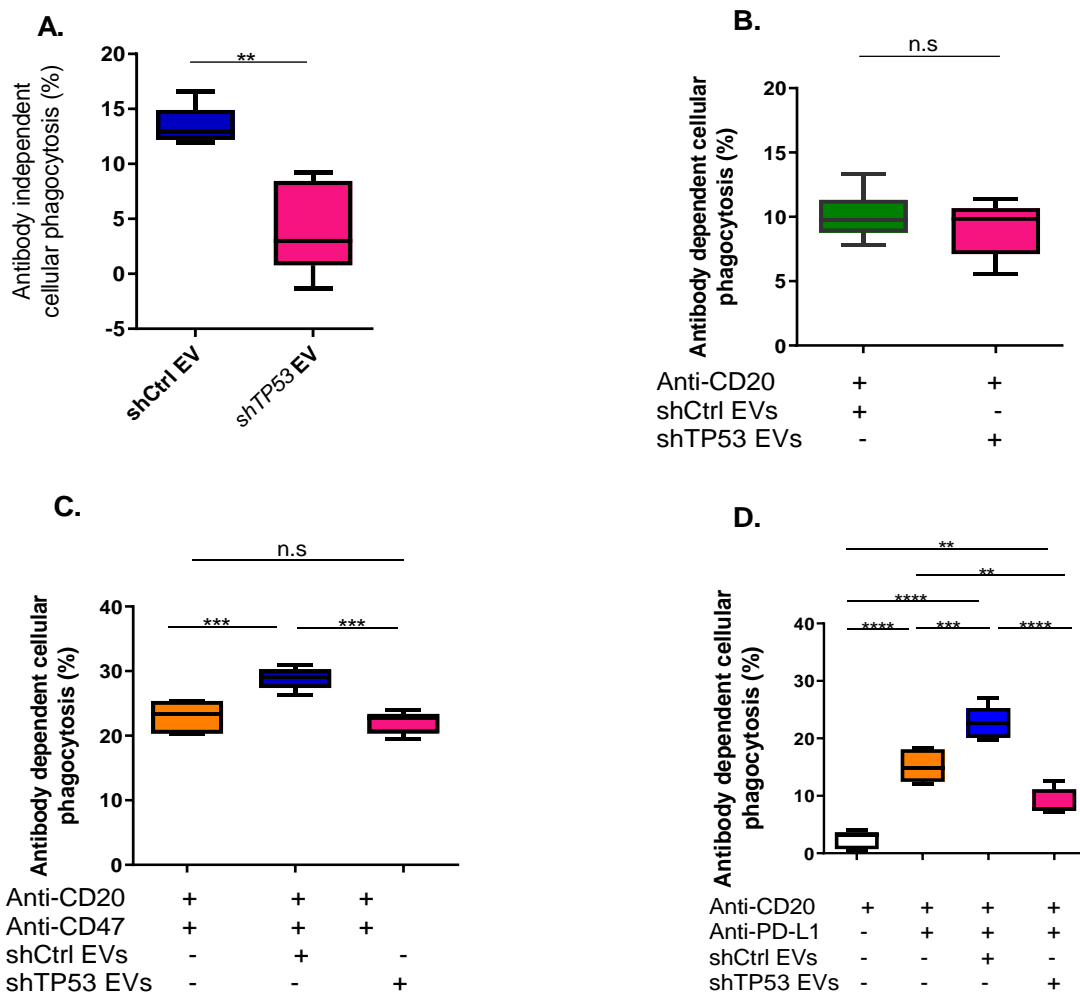 A.
Antibody independent
cellular phagocytosis (%)
**
20
15
10
5
0
-5
shCtrl EV
shTP53 EV
B.
Antibody dependent cellular
phagocytosis (%)
n.s
20
15
10
5
0
Anti-CD20 + +
shCtrl EVs + -
shTP53 EVs - +
C.
Antibody dependent cellular
phagocytosis (%)
n.s
*** ***
40
30
20
10
0
Anti-CD20 + + +
Anti-CD47 + + +
shCtrl EVs - + -
shTP53 EVs - - +
D.
Antibody dependent cellular
phagocytosis (%)
**
**
****
**** *** ****
40
30
20
10
0
Anti-CD20 + + + +
Anti-PD-L1 - + + +
shCtrl EVs - - + -
shTP53 EVs - - - +